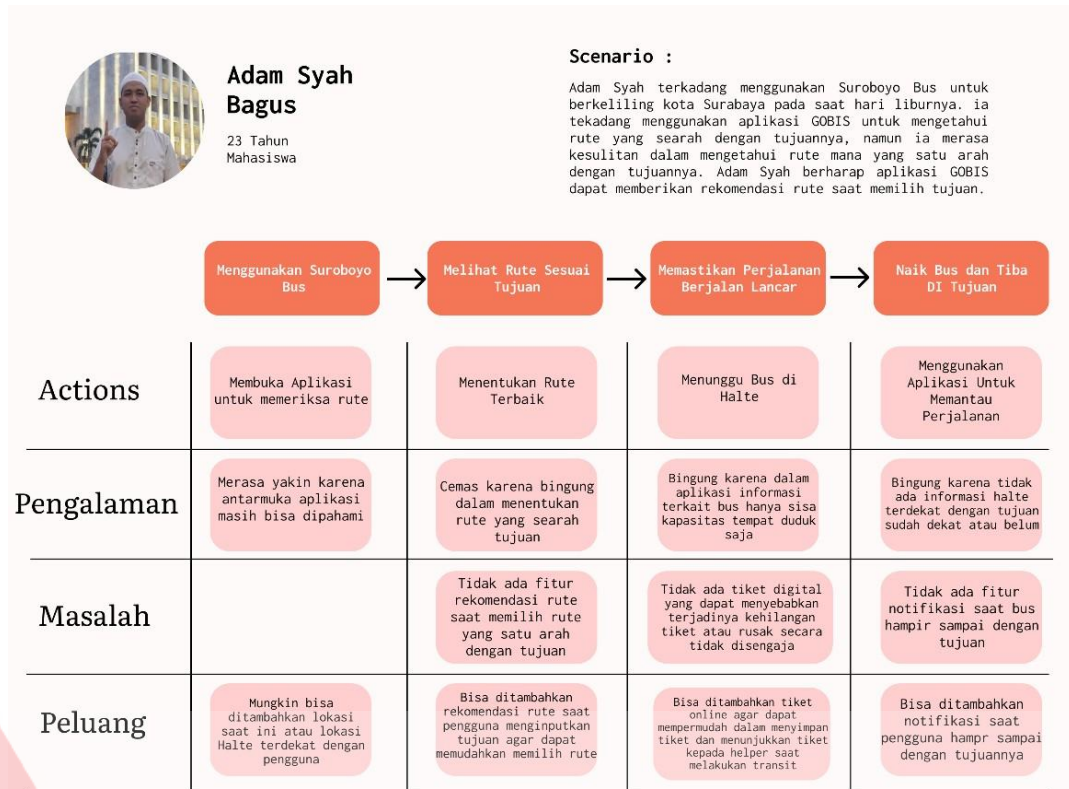 Adam Syah
Bagus
23 Tahun
Mahasiswa
Scenario :
Adam Syah terkadang menggunakan Suroboyo Bus untuk
berkeliling kota Surabaya pada saat hari liburnya. ia
tekadang menggunakan aplikasi GOBIS untuk mengetahui
rute yang searah dengan tujuannya, namun ia merasa
kesulitan dalam mengetahui rute mana yang satu arah
dengan tujuannya. Adam Syah berharap aplikasi GOBIS
dapat memberikan rekomendasi rute saat memilih tujuan.
Menggunakan Suroboyo
Bus
Melihat Rute Sesuai
Tujuan
Memastikan Perjalanan
Berjalan Lancar
Naik Bus dan Tiba
DI Tujuan
Actions
Membuka Aplikasi
untuk memeriksa rute
Menentukan Rute
Terbaik
Menunggu Bus di
Halte
Menggunakan
Aplikasi Untuk
Memantau
Perjalanan
Pengalaman
Merasa yakin karena
antarmuka aplikasi
masih bisa dipahami
Cemas karena bingung
dalam menentukan
rute yang searah
tujuan
Bingung karena dalam
aplikasi informasi
terkait bus hanya sisa
kapasitas tempat duduk
saja
Bingung karena tidak
ada informasi halte
terdekat dengan tujuan
sudah dekat atau belum
Masalah
Tidak ada fitur
rekomendasi rute
saat memilih rute
yang satu arah
dengan tujuan
Tidak ada tiket digital
yang dapat menyebabkan
terjadinya kehilangan
tiket atau rusak secara
tidak disengaja
Tidak ada fitur
notifikasi saat bus
hampir sampai dengan
tujuan
Peluang
Mungkin bisa
ditambahkan lokasi
saat ini atau lokasi
Halte terdekat dengan
pengguna
Bisa ditambahkan
rekomendasi rute saat
pengguna menginputkan
tujuan agar dapat
memudahkan memilih rute
Bisa ditambahkan tiket
online agar dapat
mempermudah dalam menyimpan
tiket dan menunjukkan tiket
kepada helper saat
melakukan transit
Bisa ditambahkan
notifikasi saat
pengguna hampr sampai
dengan tujuannya